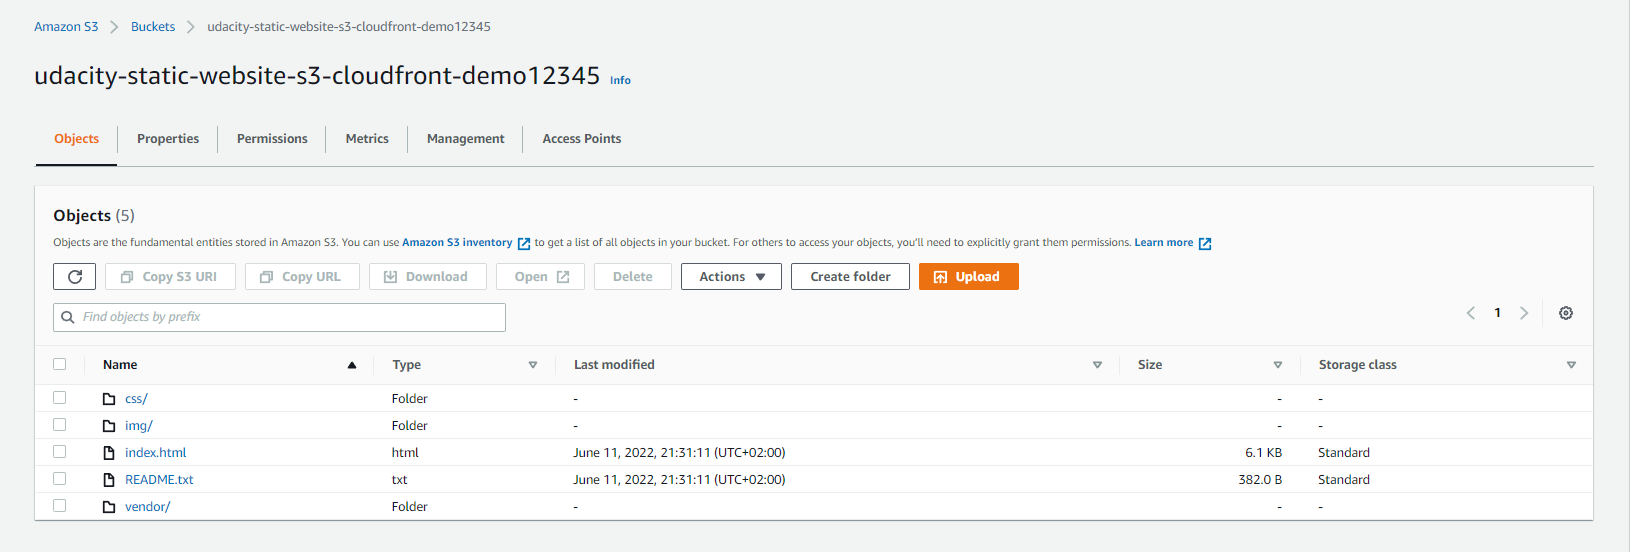 Amazon S3 > Buckets > udacity-static-website-s3-cloudfront-demo12345
udacity-static-website-s3-cloudfront-demo12345 Info
Objects Properties Permissions Metrics Management Access Points
Objects (5)
Objects are the fundamental entities stored in Amazon S3. You can use Amazon S3 inventory to get a list of all objects in your bucket. For others to access your objects, you'll need to explicitly grant them permissions. Learn more
Copy S3 URI Copy URL Download Open Delete Actions Create folder Upload
Find objects by prefix
1
Name Type Last modified Size Storage class
css/ Folder - - -
img/ Folder - - -
index.html html June 11, 2022, 21:31:11 (UTC+02:00) 6.1 KB Standard
README.txt txt June 11, 2022, 21:31:11 (UTC+02:00) 382.0 B Standard
vendor/ Folder - - -